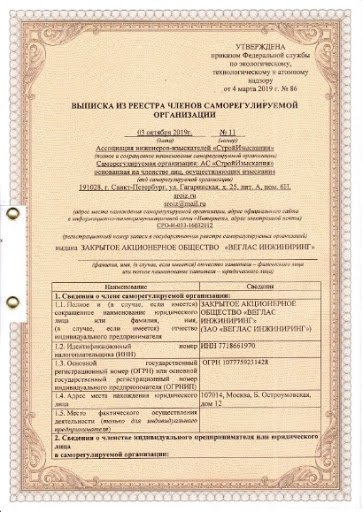 УТВЕРЖДЕНА
приказом Федеральной службы
по экологическому,
технологическому и атомному
надзору
от 4 марта 2019 г. № 86
ВЫПИСКА ИЗ РЕЕСТРА ЧЛЕНОВ САМОРЕГУЛИРУЕМОЙ
ОРГАНИЗАЦИИ
03 октября 2019г. № 11
(дата) (номер)
Ассоциация инженеров-изыскателей «СтройИзыскания»
(полное и сокращенное наименование саморегулируемой организации)
Саморегулируемая организация: АС «СтройИзыскания»
основанная на членстве лиц, осуществляющих изыскания
(вид саморегулируемой организации)
191028, г. Санкт-Петербург, ул. Гагаринская, д. 25, лит. А, пом. 6Н,
sroiz.ru
sroiz@mail.ru
(адрес места нахождения саморегулируемой организации, адрес официального сайта
в информационно-телекоммуникационной сети «Интернет», адрес электронной почты)
СРО-И-033-16032012
(регистрационный номер записи в государственном реестре саморегулируемых организаций)
выдана ЗАКРЫТОЕ АКЦИОНЕРНОЕ ОБЩЕСТВО «ВЕГЛАС ИНЖИНИРИНГ»
(фамилия, имя, (в случае, если имеется) отчество заявителя – физического лица
или полное наименование заявителя – юридического лица)
Наименование Сведения
1. Сведения о члене саморегулируемой организации:
1.1. Полное и (в случае, если имеется) сокращенное наименование юридического лица или фамилия, имя, (в случае, если имеется) отчество индивидуального предпринимателя
ЗАКРЫТОЕ АКЦИОНЕРНОЕ
ОБЩЕСТВО «ВЕГЛАС
ИНЖИНИРИНГ»
(ЗАО «ВЕГЛАС ИНЖИНИРИНГ»)
1.2. Идентификационный номер
налогоплательщика (ИНН)
ИНН 7718661970
1.3. Основной государственный
регистрационный номер (ОГРН) или основной
государственный регистрационный номер
индивидуального предпринимателя (ОГРНИП)
ОГРН 1077759231428
1.4. Адрес места нахождения юридического
лица
107014, Москва, Б. Остроумовская,
дом 12
1.5. Место фактического осуществления
деятельности (только для индивидуального
предпринимателя)
2. Сведения о членстве индивидуального предпринимателя или юридического
лица
в саморегулируемой организации: